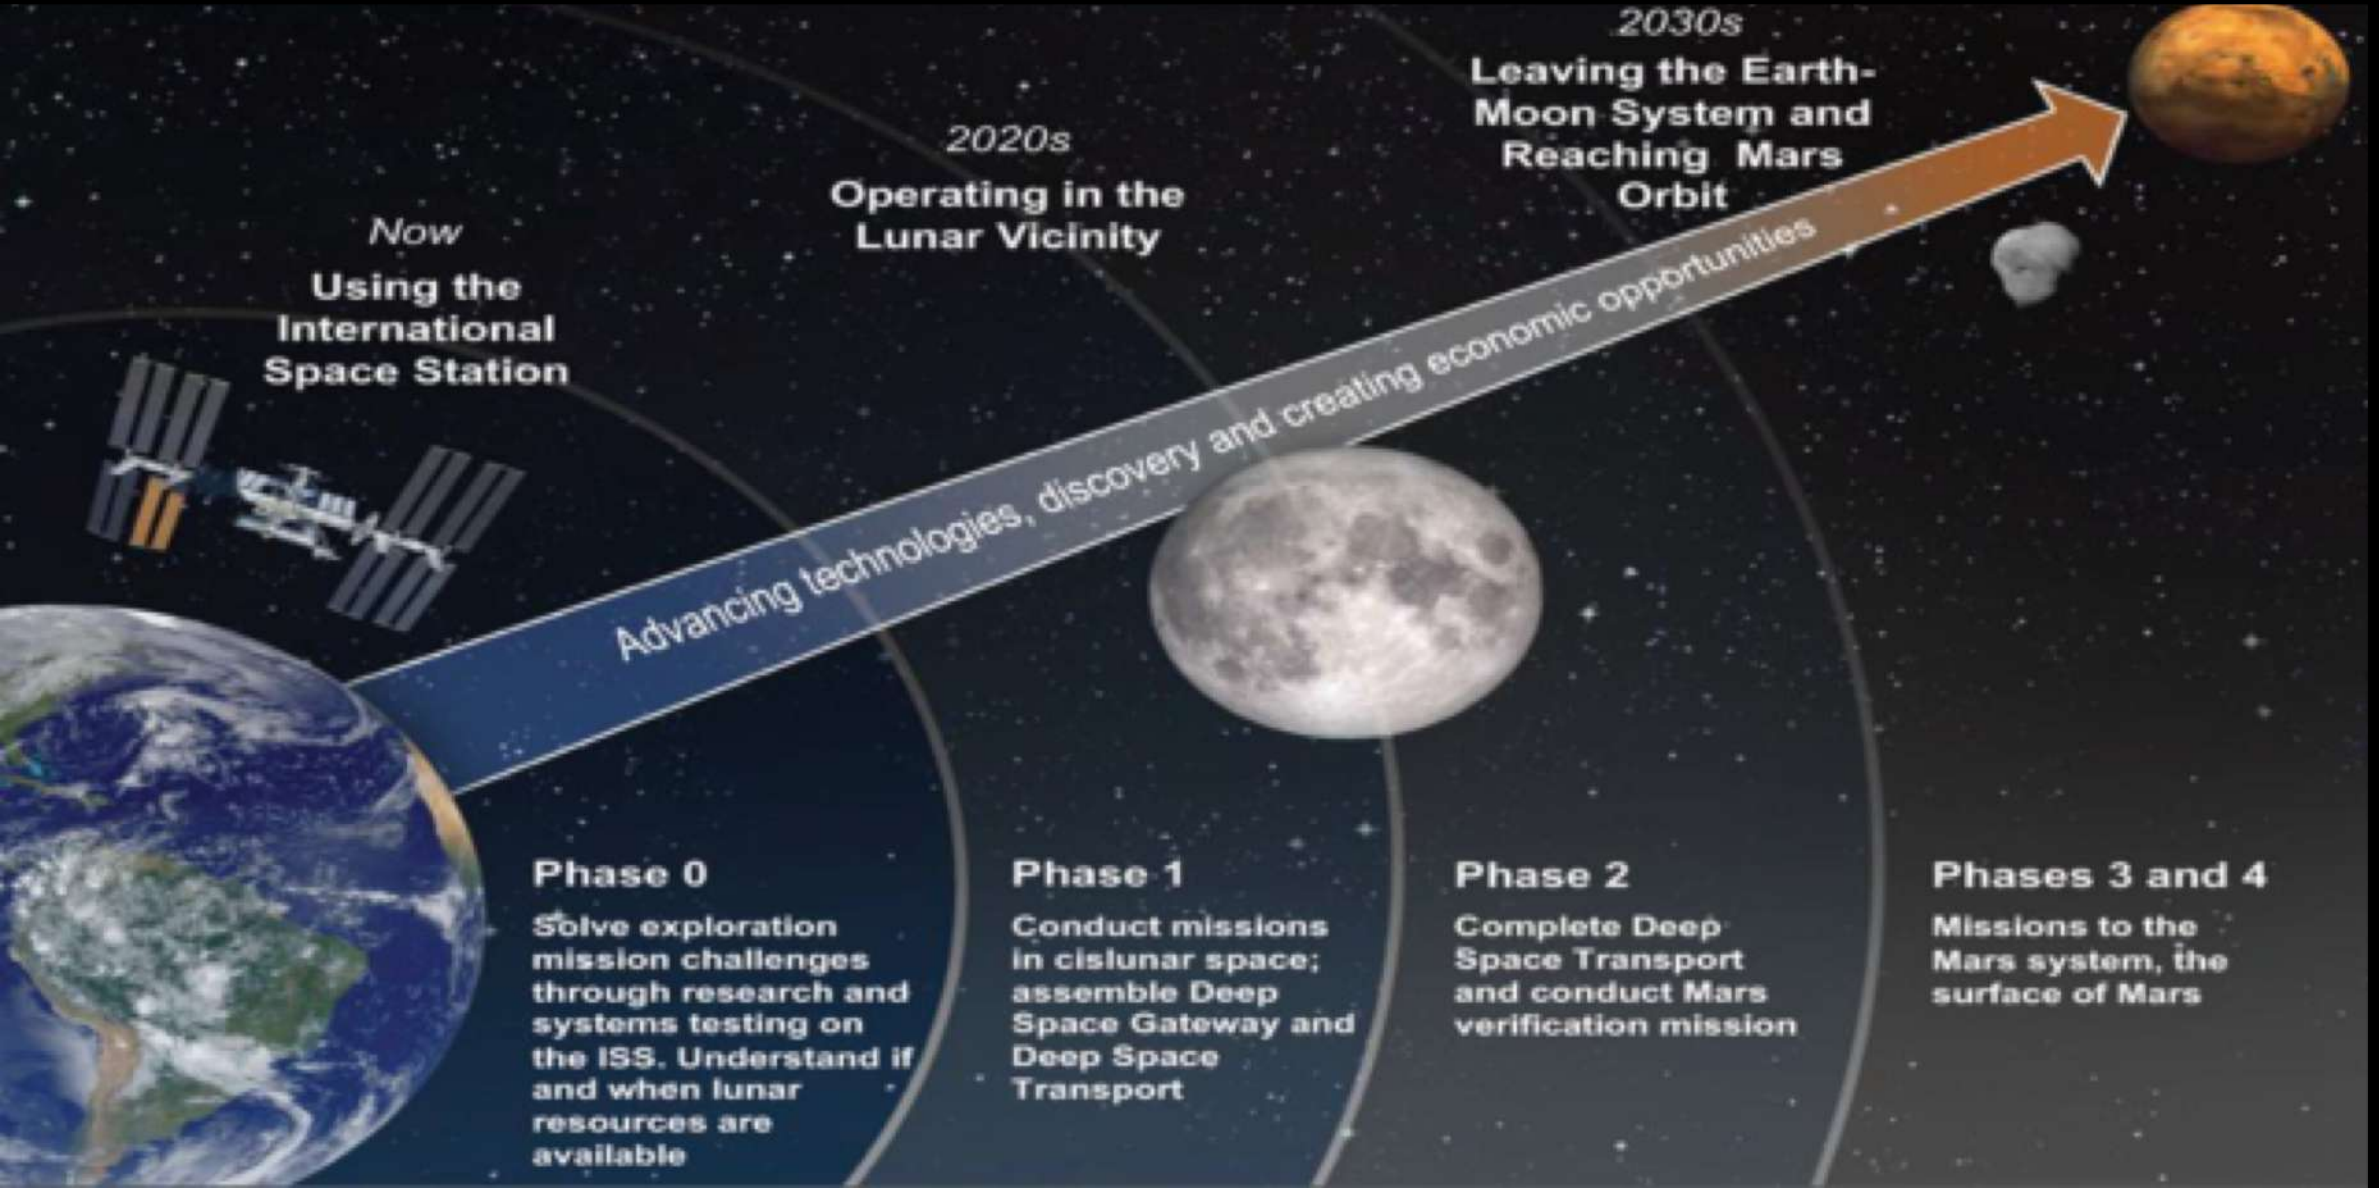 Now
Using the
International
Space Station
2020s
Operating in the
Lunar Vicinity
2030s
Leaving the Earth-
Moon System and
Reaching Mars
Orbit
Advancing technologies, discovery and creating economic opportunities
Phase 0
Solve exploration
mission challenges
through research and
systems testing on
the ISS. Understand if
and when lunar
resources are
available
Phase 1
Conduct missions
in cislunar space;
assemble Deep
Space Gateway and
Deep Space
Transport
Phase 2
Complete Deep
Space Transport
and conduct Mars
verification mission
Phases 3 and 4
Missions to the
Mars system, the
surface of Mars